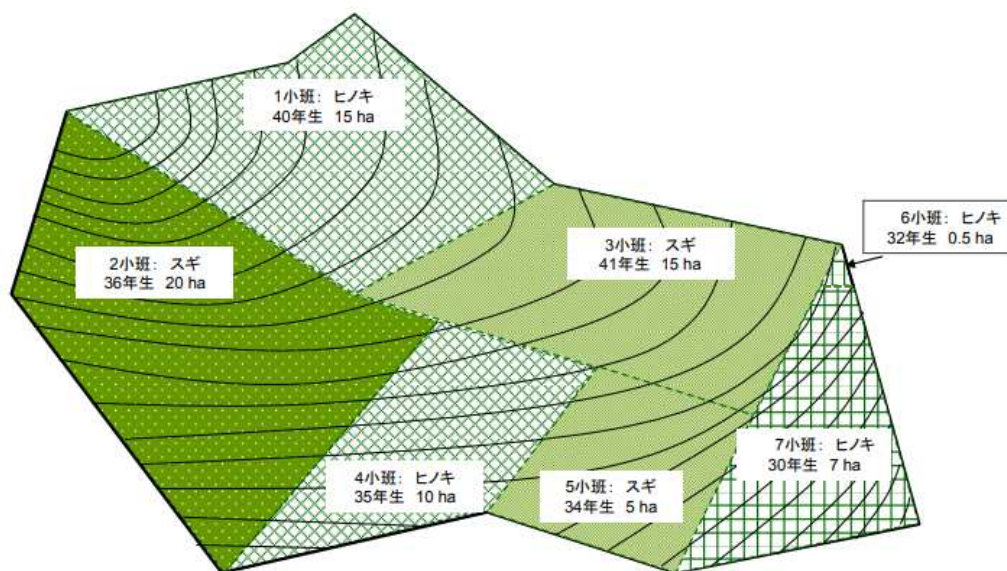 1小班： ヒノキ
40年生 15 ha
2小班： スギ
36年生 20 ha
3小班： スギ
41年生 15 ha
6小班： ヒノキ
32年生 0.5 ha
4小班： ヒノキ
35年生 10 ha
5小班： スギ
34年生 5 ha
7小班： ヒノキ
30年生 7 ha